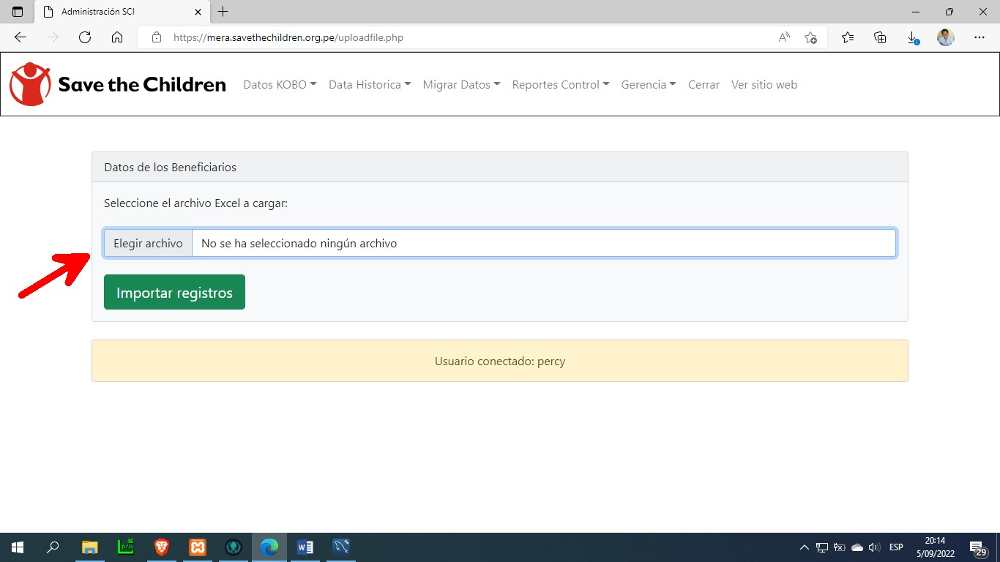 Administración SCI
https://mera.savethechildren.org.pe/uploadfile.php
Save the Children Datos KOBO Data Historica Migrar Datos Reportes Control Gerencia Cerrar Ver sitio web
Datos de los Beneficiarios
Seleccione el archivo Excel a cargar:
Elegir archivo No se ha seleccionado ningún archivo
Importar registros
Usuario conectado: percy
ESP
20:14
5/09/2022
29